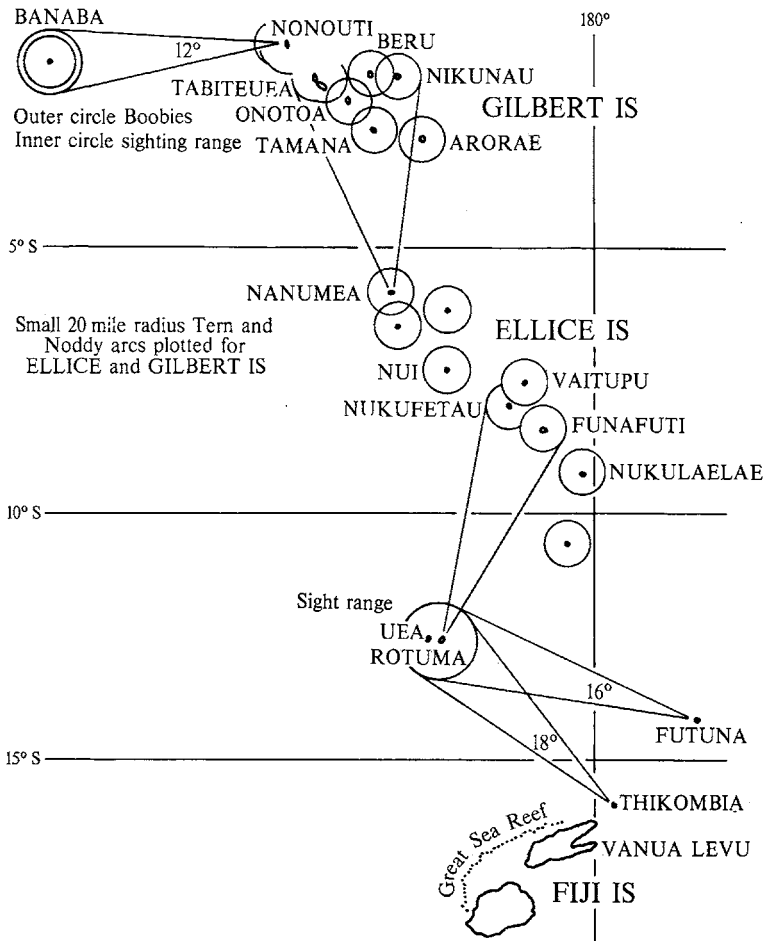 BANABA
180°
NONOUTI
BERU
12°
NIKUNAU
TABITEUEA
GILBERT IS
ONOTOA
Outer circle Boobies
Inner circle sighting range
TAMANA
ARORAE
5° S
NANUMEA
Small 20 mile radius Tern and
Noddy arcs plotted for
ELLICE and GILBERT IS
ELLICE IS
NUI
VAITUPU
NUKUFETAU
FUNAFUTI
NUKULAELAE
10° S
Sight range
UEA
ROTUMA
16°
FUTUNA
18°
15° S
THIKOMBIA
Great Sea Reef
VANUA LEVU
FIJI IS